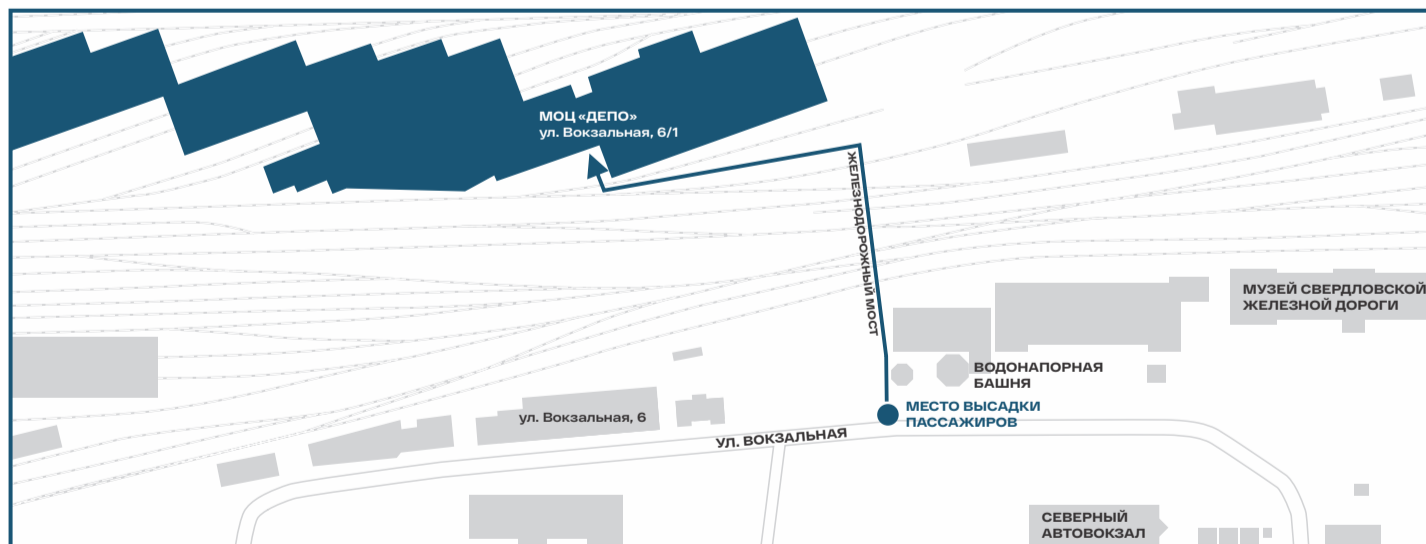 МОЦ «ДЕПО»
ул. Вокзальная, 6/1
ЖЕЛЕЗНОДОРОЖНЫЙ МОСТ
МУЗЕЙ СВЕРДЛОВСКОЙ
ЖЕЛЕЗНОЙ ДОРОГИ
ВОДОНАПОРНАЯ
БАШНЯ
МЕСТО ВЫСАДКИ
ПАССАЖИРОВ
ул. Вокзальная, 6
УЛ. ВОКЗАЛЬНАЯ
СЕВЕРНЫЙ
АВТОВОКЗАЛ